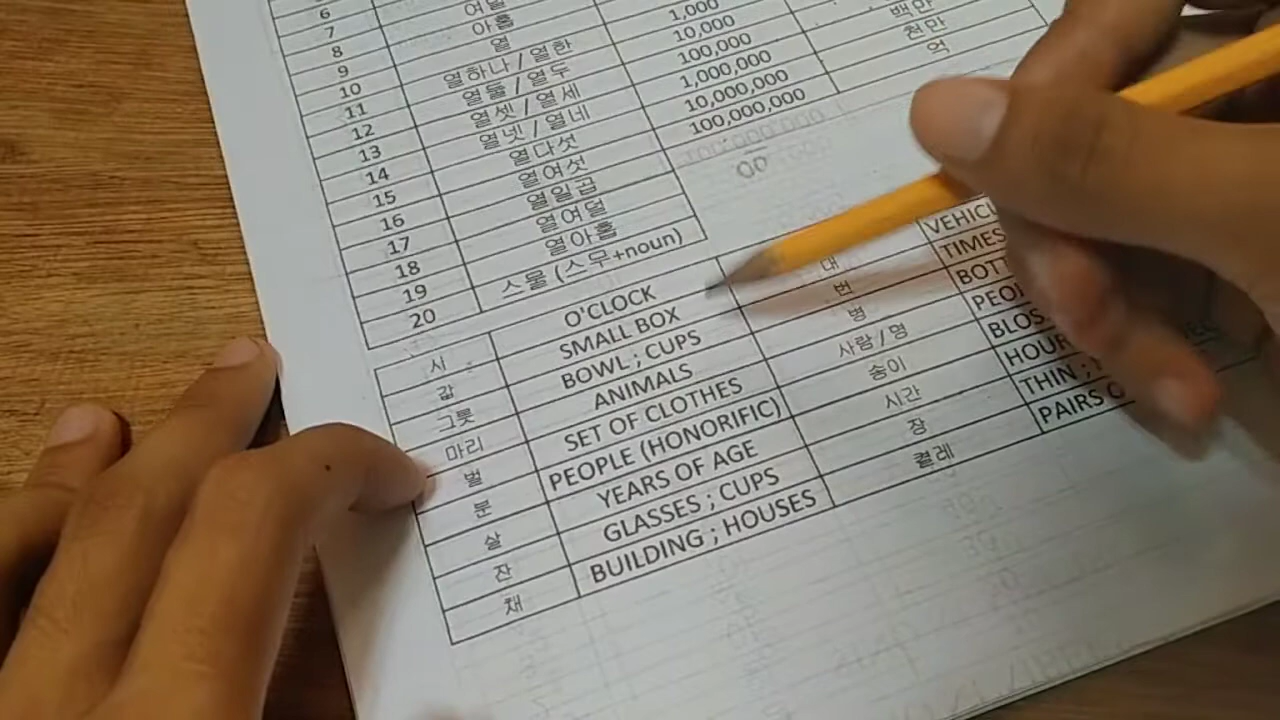 6
7
8 여덟
9 아홉
10 열
11 열하나 / 열한 1,000
12 열둘 / 열두 10,000
13 열셋 / 열세 100,000
14 열넷 / 열네 1,000,000 백만
15 열다섯 10,000,000 천만
16 열여섯 100,000,000 억
17 열일곱
18 열여덟
19 열아홉
20 스물 (스무+noun)
시 O'CLOCK 대
갑 SMALL BOX 번 TIMES
그릇 BOWL ; CUPS 병
마리 ANIMALS 사람 / 명
벌 SET OF CLOTHES 송이
분 PEOPLE (HONORIFIC) 시간
살 YEARS OF AGE 장 THIN ;
잔 GLASSES ; CUPS 켤레 PAIRS
채 BUILDING ; HOUSES